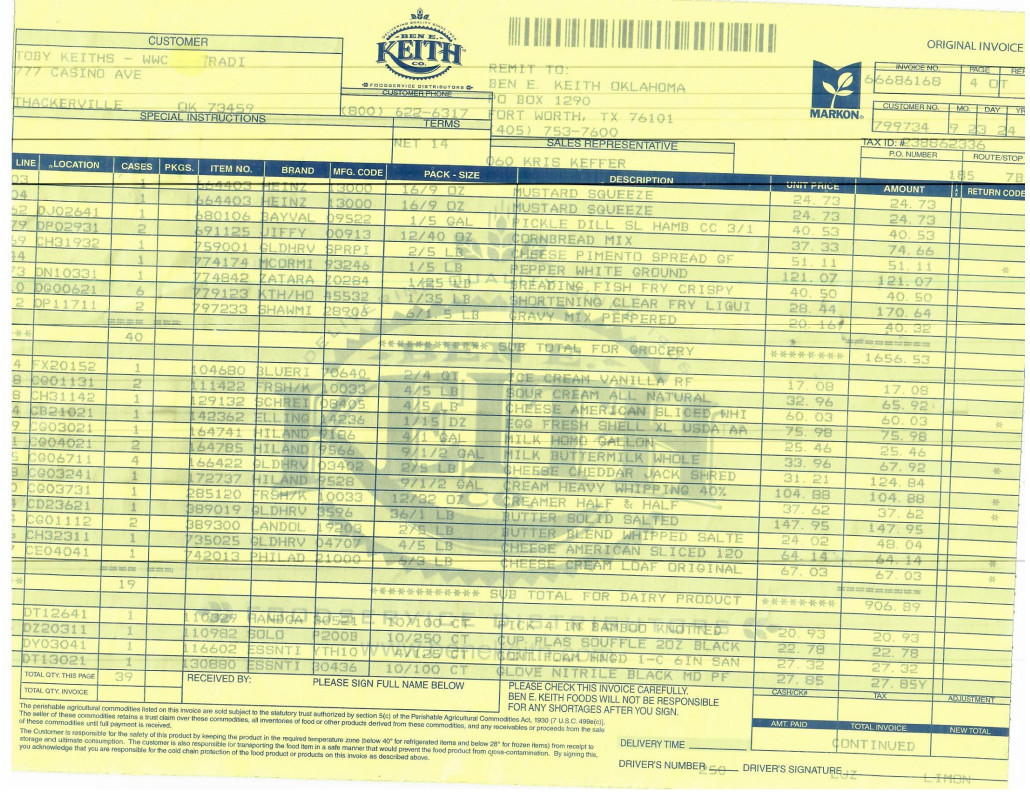 CUSTOMER
TOBY KEITHS - WWC TRADI
777 CASINO AVE
THACKERVILLE OK 73459
DELIVERING QUALITY SINCE 1906
BEN E. KEITH CO.
FOODSERVICE DISTRIBUTORS
CUSTOMER PHONE
(800) 622-6317
SPECIAL INSTRUCTIONS
TERMS
NET 14
REMIT TO:
BEN E. KEITH OKLAHOMA
PO BOX 1290
FORT WORTH, TX 76101
(405) 753-7600
SALES REPRESENTATIVE
060 KRIS KEFFER
MARKON®
ORIGINAL INVOICE
INVOICE NO. PAGE REF
66686168 4 OT
CUSTOMER NO. MO. DAY YR
799734 9 23 24
TAX ID: #238862336
P.O. NUMBER ROUTE/STOP
185 78
LINE LOCATION CASES PKGS. ITEM NO. BRAND MFG. CODE PACK - SIZE DESCRIPTION UNIT PRICE AMOUNT RETURN CODE
03 1 664403 HEINZ 13000 16/9 OZ MUSTARD SQUEEZE 24.73 24.73
04 1 664403 HEINZ 13000 16/9 OZ MUSTARD SQUEEZE 24.73 24.73
62 DJ02641 1 680106 BAYVAL 09522 1/5 GAL PICKLE DILL SL HAMB CC 3/1 40.53 40.53
79 DP02931 2 691125 JIFFY 00913 12/40 OZ CORNBREAD MIX 37.33 74.66
69 CH31932 1 759001 GLDHRV SPRPI 2/5 LB CHEESE PIMENTO SPREAD GF 51.11 51.11 *
4 1 774174 MCORMI 93246 1/5 LB PEPPER WHITE GROUND 121.07 121.07
73 DN10331 1 774842 ZATARA 70284 1/25 LB BREADING FISH FRY CRISPY 40.50 40.50
0 DG00621 6 779123 KTH/HO 45532 1/35 LB SHORTENING CLEAR FRY LIQUI 28.44 170.64
2 DP11711 2 797233 SHAWMI 28905 6/1.5 LB GRAVY MIX PEPPERED 20.16 40.32
==== === =========
** 40 ************ SUB TOTAL FOR GROCERY ******** 1656.53
4 FX20152 1 104680 BLUERI 70640 2/4 QT ICE CREAM VANILLA RF 17.08 17.08
CG01131 2 111422 FRSH/K 10033 4/5 LB SOUR CREAM ALL NATURAL 32.96 65.92
8 CH31142 1 129132 SCHREI 08405 4/5 LB CHEESE AMERICAN SLICED WHI 60.03 60.03 *
4 CB21021 1 142362 ELLING 14236 1/15 DZ EGG FRESH SHELL XL USDA AA 75.98 75.98
9 CG03021 1 164741 HILAND 9186 4/1 GAL MILK HOMO GALLON 25.46 25.46
CG04021 2 164785 HILAND 9566 9/1/2 GAL MILK BUTTERMILK WHOLE 33.96 67.92
CG06711 4 166422 GLDHRV 03402 2/5 LB CHEESE CHEDDAR JACK SHRED 31.21 124.84 *
CG03241 1 172737 HILAND 9528 9/1/2 GAL CREAM HEAVY WHIPPING 40% 104.88 104.88
CG03731 1 285120 FRSH/K 10033 12/32 OZ CREAMER HALF & HALF 37.62 37.62 *
CD23621 1 389019 GLDHRV 3596 36/1 LB BUTTER SOLID SALTED 147.95 147.95 *
CG01112 2 389300 LANDOL 19203 2/5 LB BUTTER BLEND WHIPPED SALTE 24.02 48.04
CH32311 1 735025 GLDHRV 04707 4/5 LB CHEESE AMERICAN SLICED 120 64.14 64.14
CE04041 1 742013 PHILAD 21000 6/3 LB CHEESE CREAM LOAF ORIGINAL 67.03 67.03 *
==== === =========
* 19 ************ SUB TOTAL FOR DAIRY PRODUCT ******** 906.89
DT12641 1 110329 RANDGA 30521 10/100 CT PICK 4 IN BAMBOO KNOTTED 20.93 20.93
DZ20311 1 110982 SOLO P200B 10/250 CT CUP PLAS SOUFFLE 2OZ BLACK 22.78 22.78
DY03041 1 116602 ESSNTI YTH10 4/125 CT CONT FOAM HNGD 1-C 6IN SAN 27.32 27.32
DT13021 1 130880 ESSNTI 30436 10/100 CT GLOVE NITRILE BLACK MD PF 27.85 27.85Y
TOTAL QTY. THIS PAGE 39
TOTAL QTY. INVOICE
RECEIVED BY: PLEASE SIGN FULL NAME BELOW
PLEASE CHECK THIS INVOICE CAREFULLY.
BEN E. KEITH FOODS WILL NOT BE RESPONSIBLE
FOR ANY SHORTAGES AFTER YOU SIGN.
CASH/CK# TAX ADJUSTMENT
AMT. PAID TOTAL INVOICE NEW TOTAL
CONTINUED
The perishable agricultural commodities listed on this invoice are sold subject to the statutory trust authorized by section 5(c) of the Perishable Agricultural Commodities Act, 1930 (7 U.S.C. 499e(c)).
The seller of these commodities retains a trust claim over these commodities, all inventories of food or other products derived from these commodities, and any receivables or proceeds from the sale
of these commodities until full payment is received.
The Customer is responsible for the safety of this product by keeping the product in the required temperature zone (below 40° for refrigerated items and below 28° for frozen items) from receipt to
storage and ultimate consumption. The customer is also responsible for transporting the food item in a safe manner that would prevent the food product from cross-contamination. By signing this,
you acknowledge that you are responsible for the cold chain protection of the food product or products on this invoice as described above.
DELIVERY TIME
DRIVER'S NUMBER 250 DRIVER'S SIGNATURE LUZ LIMON